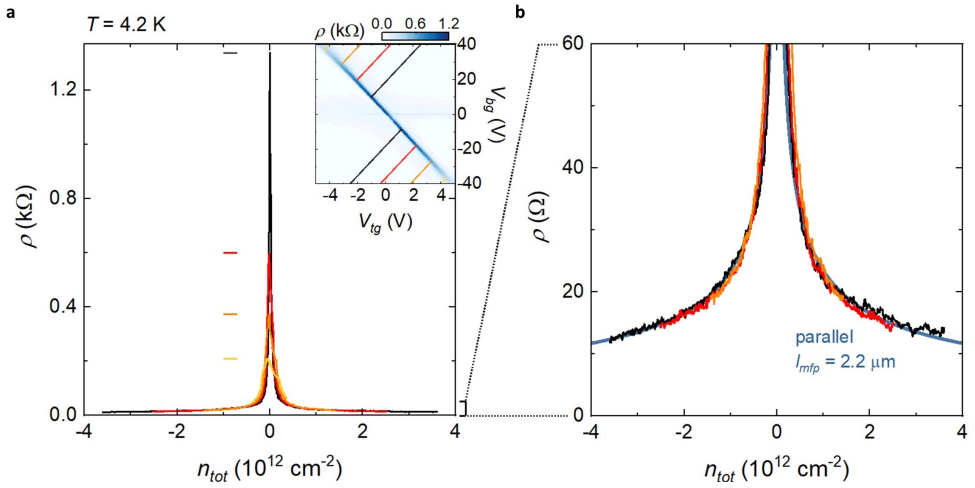 a
T = 4.2 K
ρ (kΩ)
0.0 0.6 1.2
40
20
0
-20
-40
V_bg (V)
-4 -2 0 2 4
V_tg (V)
1.2
0.8
0.4
0.0
ρ (kΩ)
-4 -2 0 2 4
n_tot (10^12 cm^-2)
b
60
40
20
0
ρ (Ω)
parallel
l_mfp = 2.2 μm
-4 -2 0 2 4
n_tot (10^12 cm^-2)